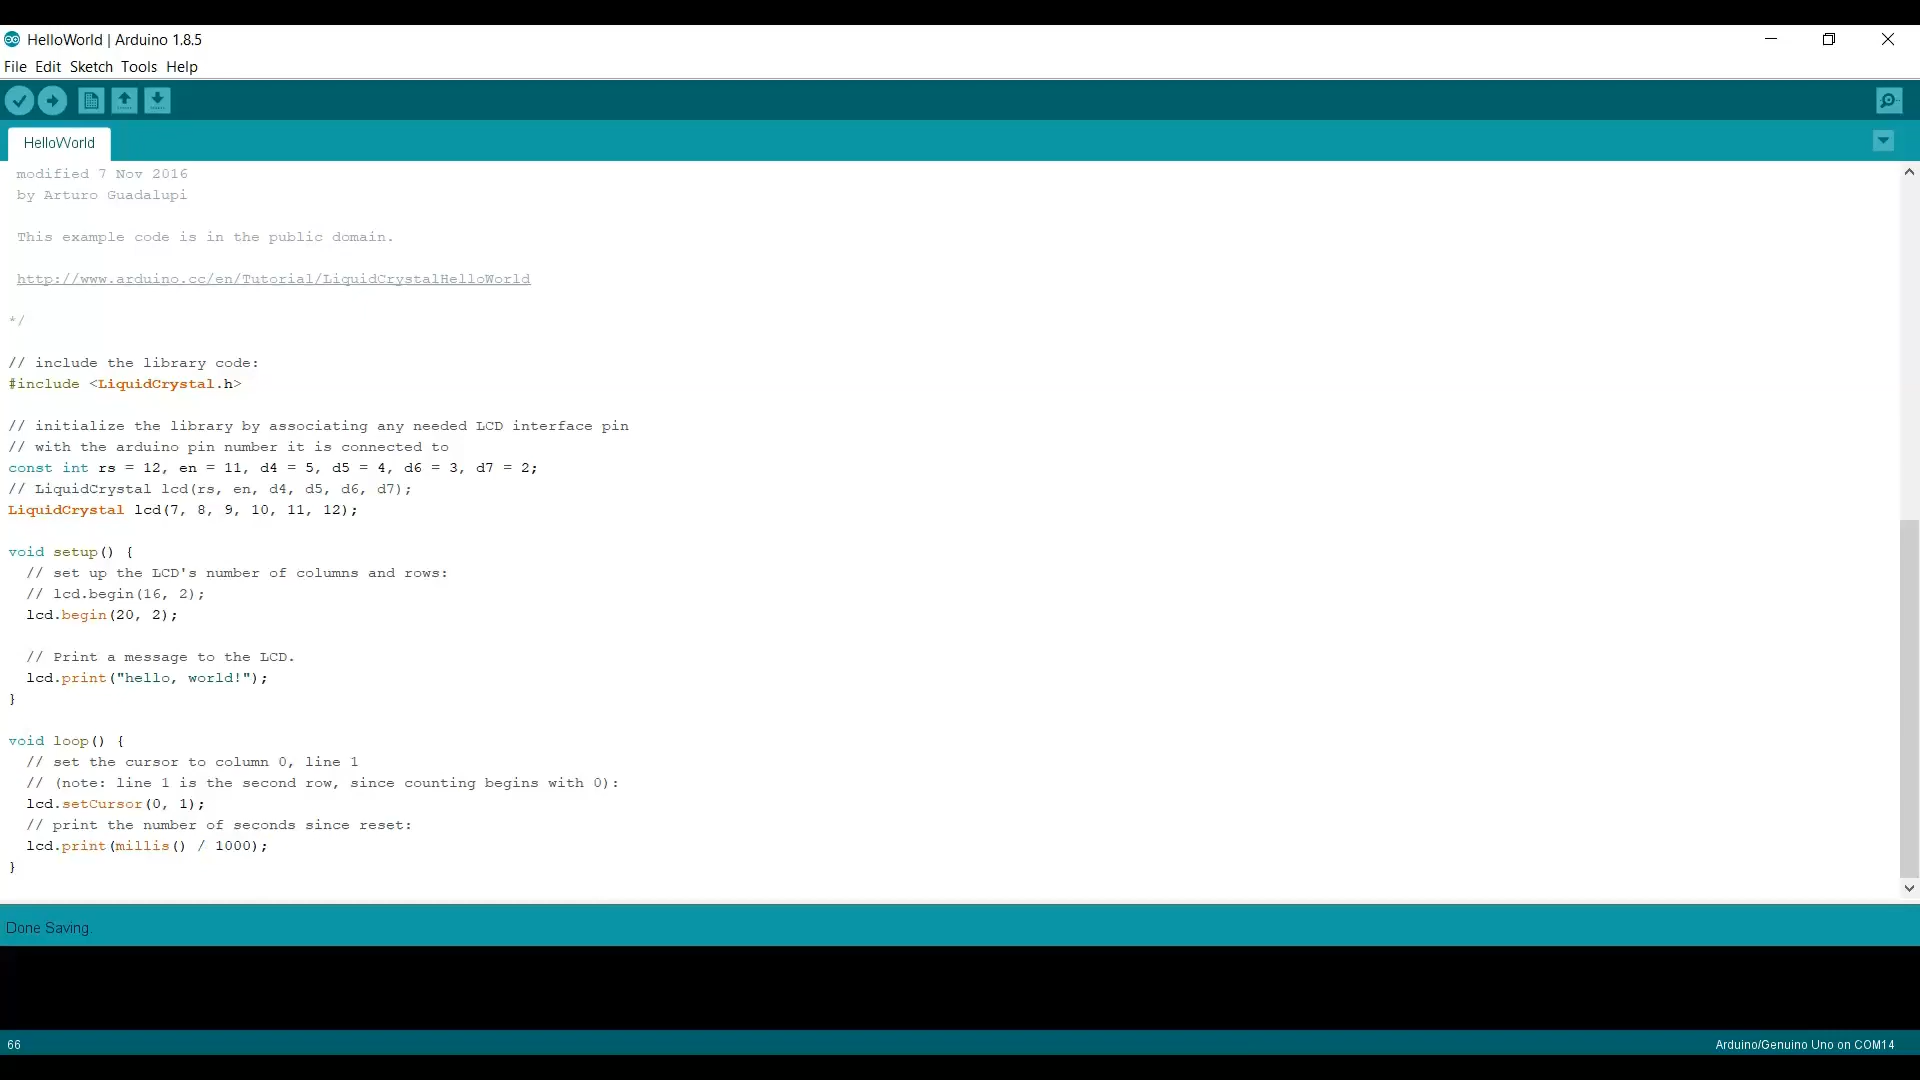 HelloWorld | Arduino 1.8.5
File Edit Sketch Tools Help
HelloWorld
modified 7 Nov 2016
by Arturo Guadalupi
This example code is in the public domain.
http://www.arduino.cc/en/Tutorial/LiquidCrystalHelloWorld
*/
// include the library code:
#include <LiquidCrystal.h>
// initialize the library by associating any needed LCD interface pin
// with the arduino pin number it is connected to
const int rs = 12, en = 11, d4 = 5, d5 = 4, d6 = 3, d7 = 2;
// LiquidCrystal lcd(rs, en, d4, d5, d6, d7);
LiquidCrystal lcd(7, 8, 9, 10, 11, 12);
void setup() {
// set up the LCD's number of columns and rows:
// lcd.begin(16, 2);
lcd.begin(20, 2);
// Print a message to the LCD.
lcd.print("hello, world!");
}
void loop() {
// set the cursor to column 0, line 1
// (note: line 1 is the second row, since counting begins with 0):
lcd.setCursor(0, 1);
// print the number of seconds since reset:
lcd.print(millis() / 1000);
}
Done Saving.
66
Arduino/Genuino Uno on COM14